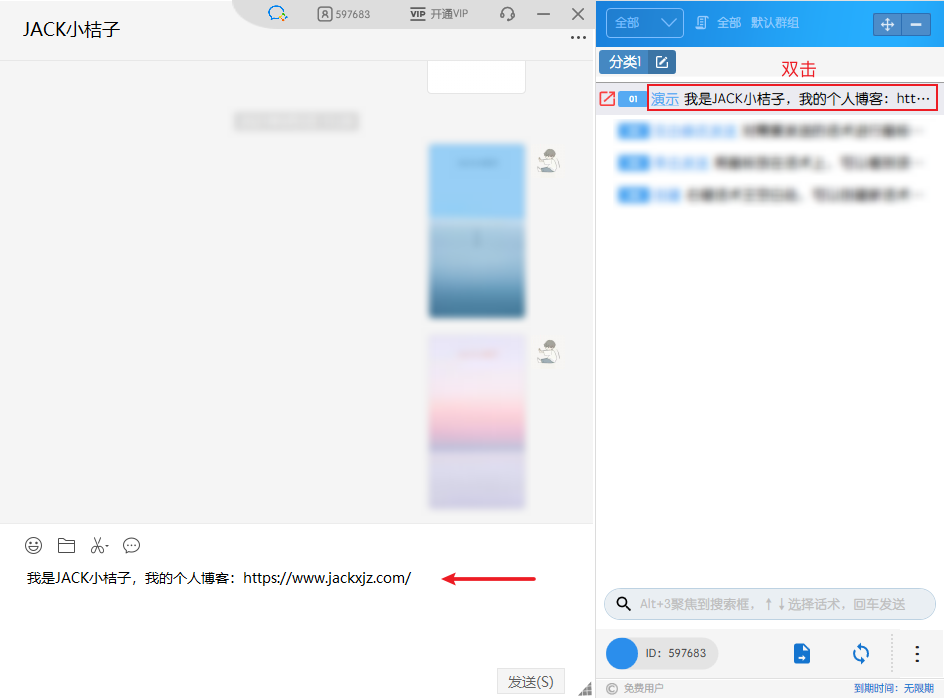 JACK小桔子
597683
VIP 开通VIP
全部
全部 默认群组
分类1
双击
01 演示 我是JACK小桔子，我的个人博客：htt…
我是JACK小桔子，我的个人博客：https://www.jackxjz.com/
发送(S)
Alt+3聚焦到搜索框，↑↓选择话术，回车发送
ID：597683
免费用户
到期时间：无限期